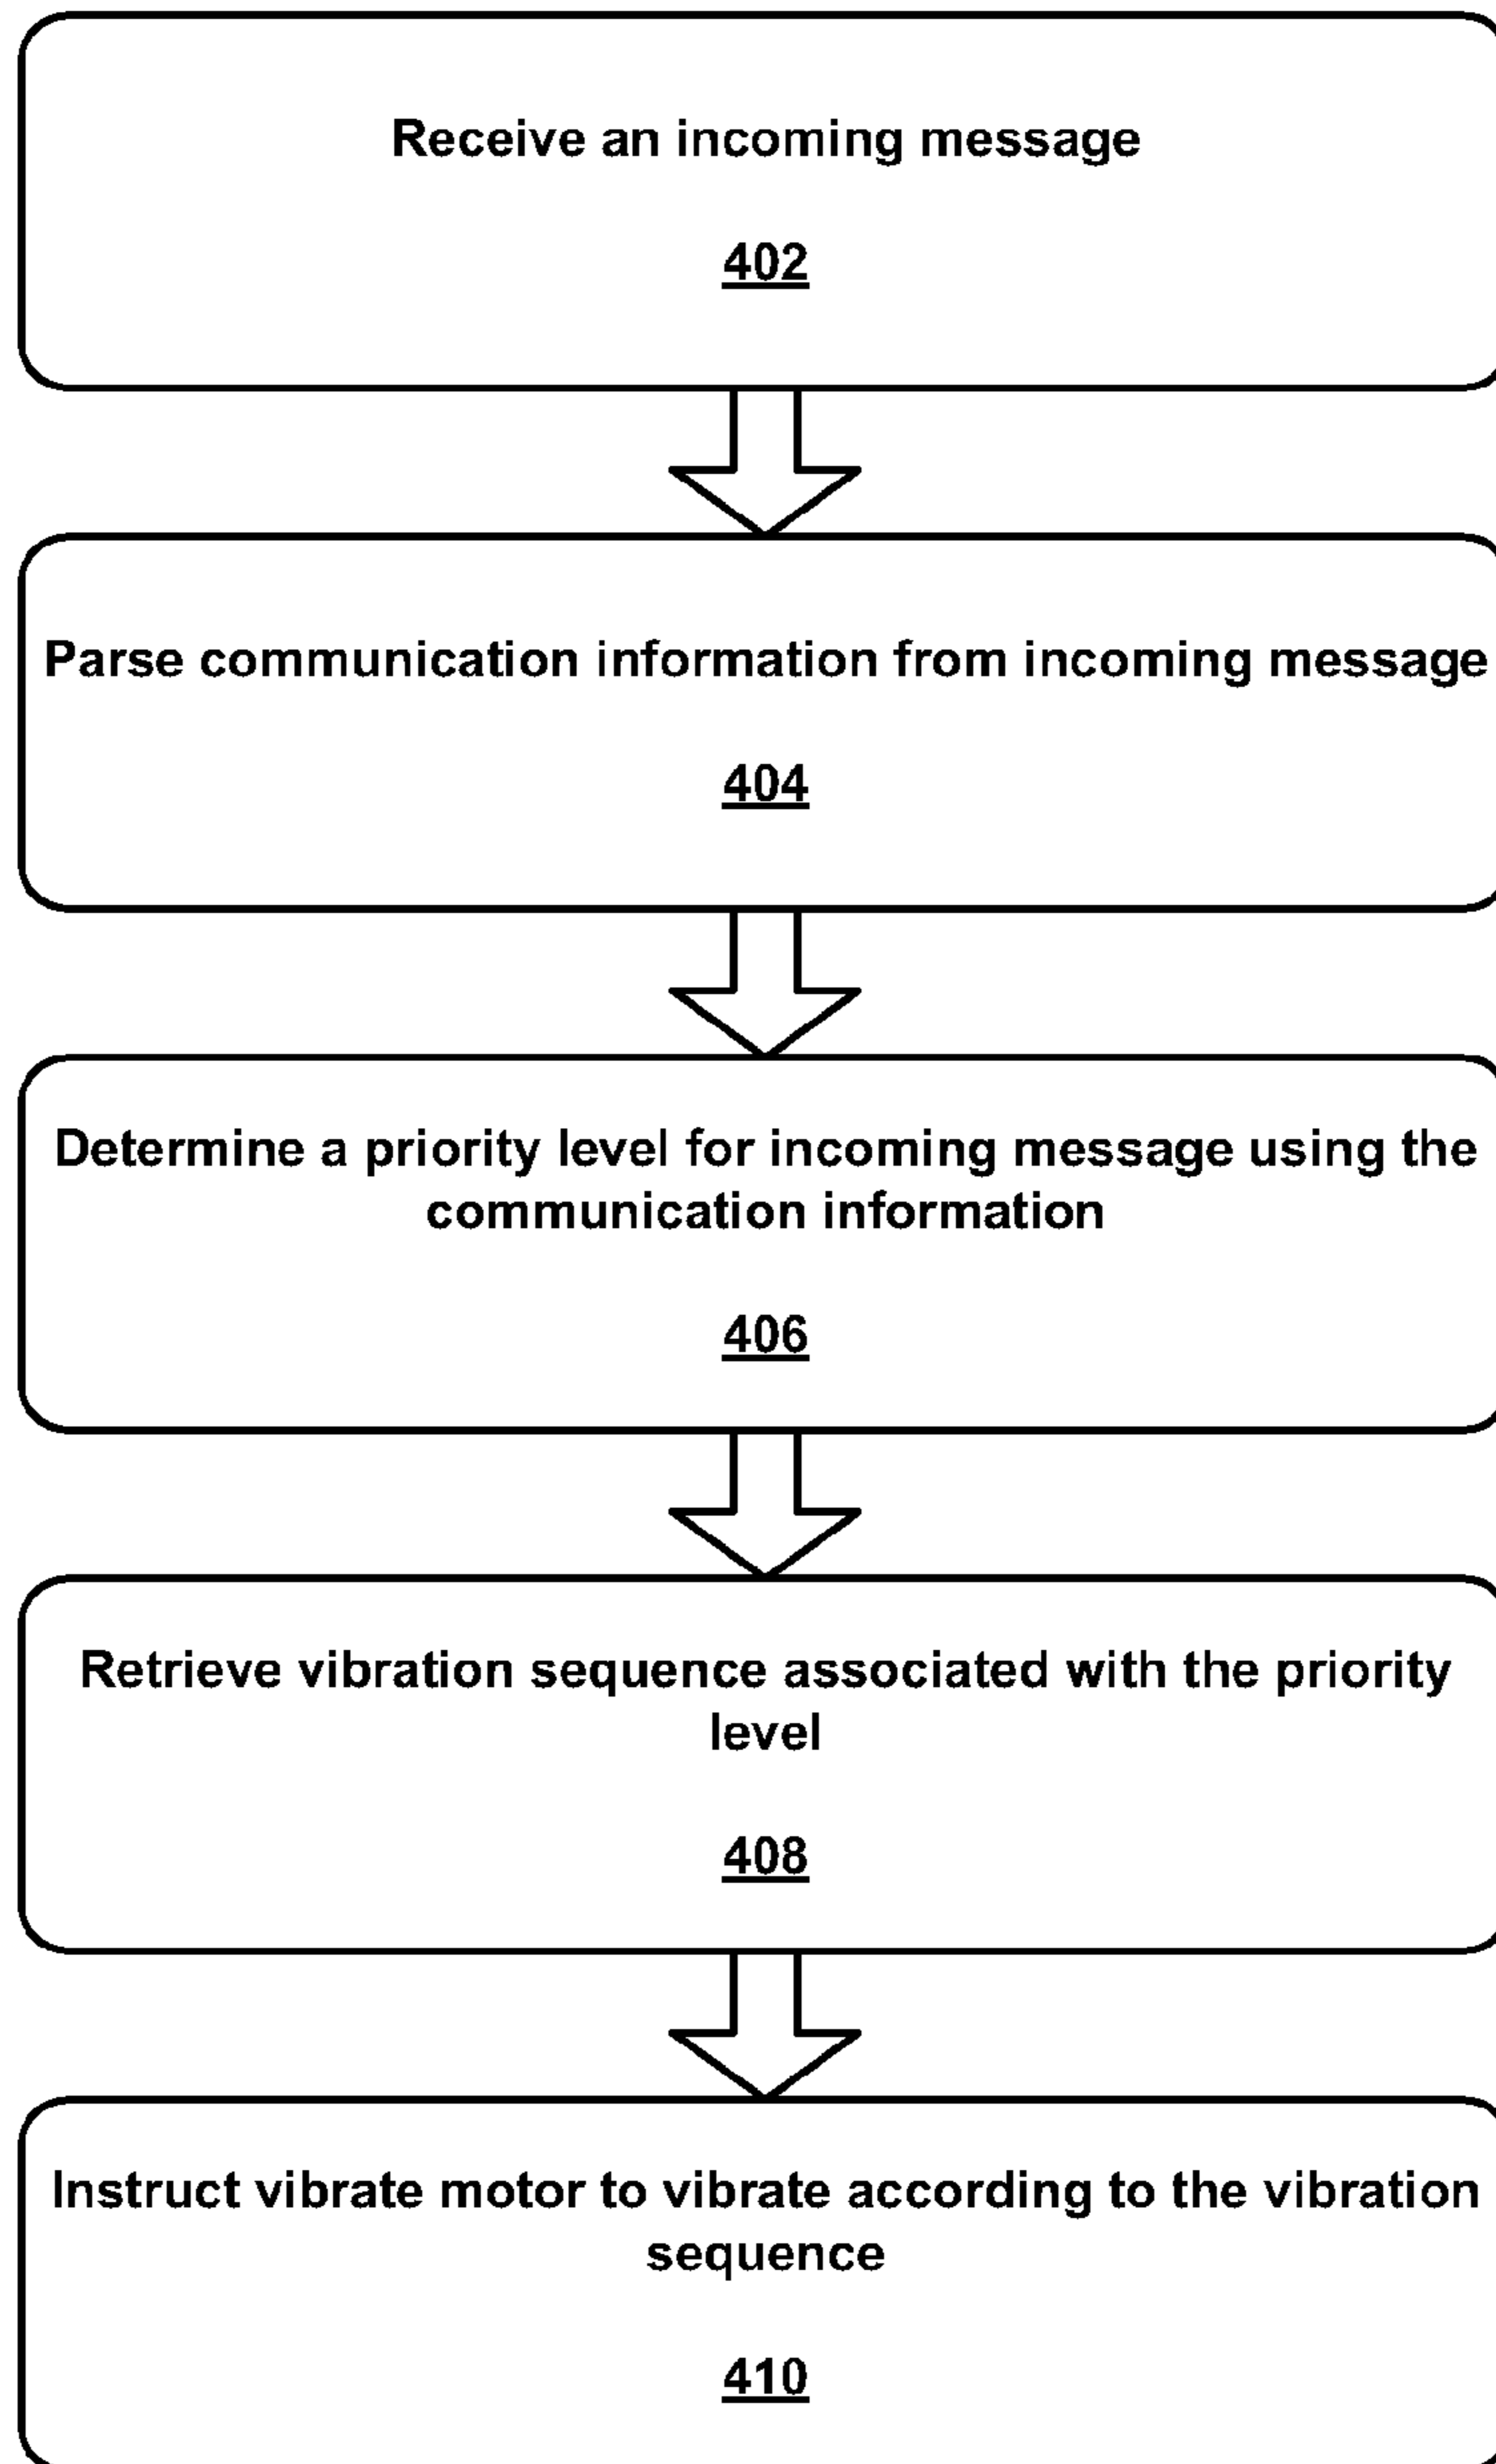 Receive an incoming message
402
Parse communication information from incoming message
404
Determine a priority level for incoming message using the
communication information
406
Retrieve vibration sequence associated with the priority
level
408
Instruct vibrate motor to vibrate according to the vibration
sequence
410